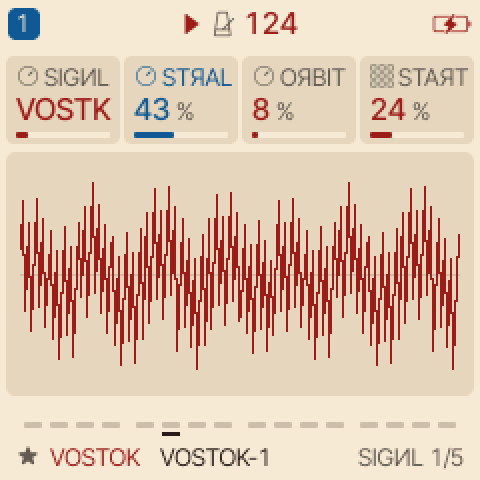 1 124
SIGИL STЯAL OЯBIT STAЯT
VOSTK 43 % 8 % 24 %
VOSTOK VOSTOK-1 SIGИL 1/5